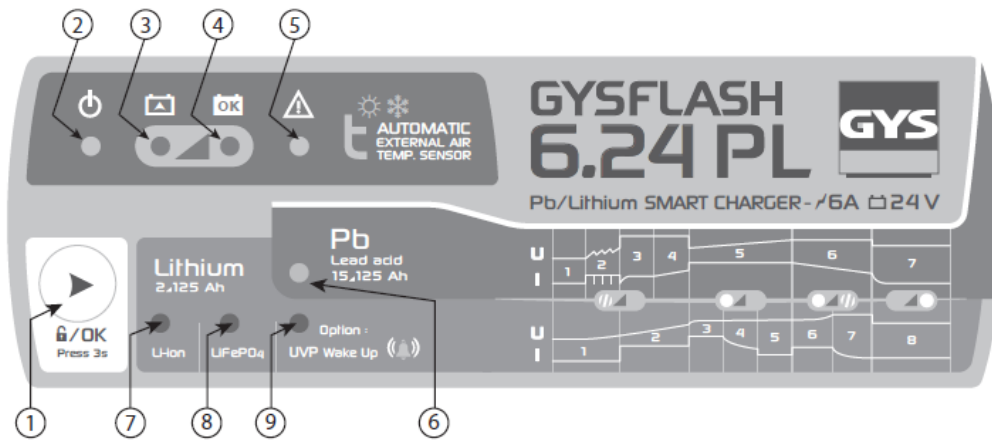 2 3 4 5
OK
AUTOMATIC
EXTERNAL AIR
TEMP. SENSOR
t
GYSFLASH
6.24 PL
GYS
Pb/Lithium SMART CHARGER - 6A 24 V
Pb
Lead acid
15⊿125 Ah
Lithium
2⊿125 Ah
U
I
1 2 3 4 5 6 7
/OK
Press 3s
Li-ion LiFePO4
Option :
UVP Wake Up
U
I
1 2 3 4 5 6 7 8
1 7 8 9 6